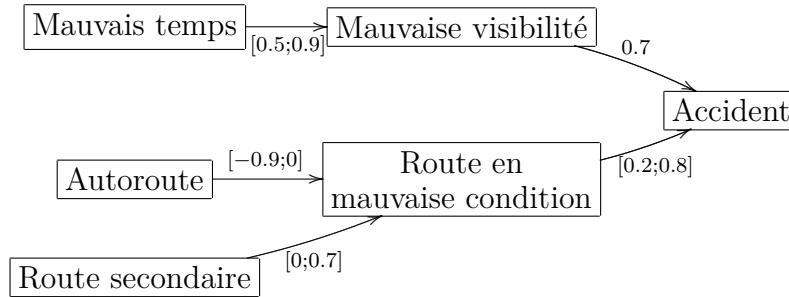 Mauvais temps
[0.5;0.9]
Mauvaise visibilité
0.7
Accident
Autoroute
[−0.9;0]
Route en
mauvaise condition
[0.2;0.8]
Route secondaire
[0;0.7]